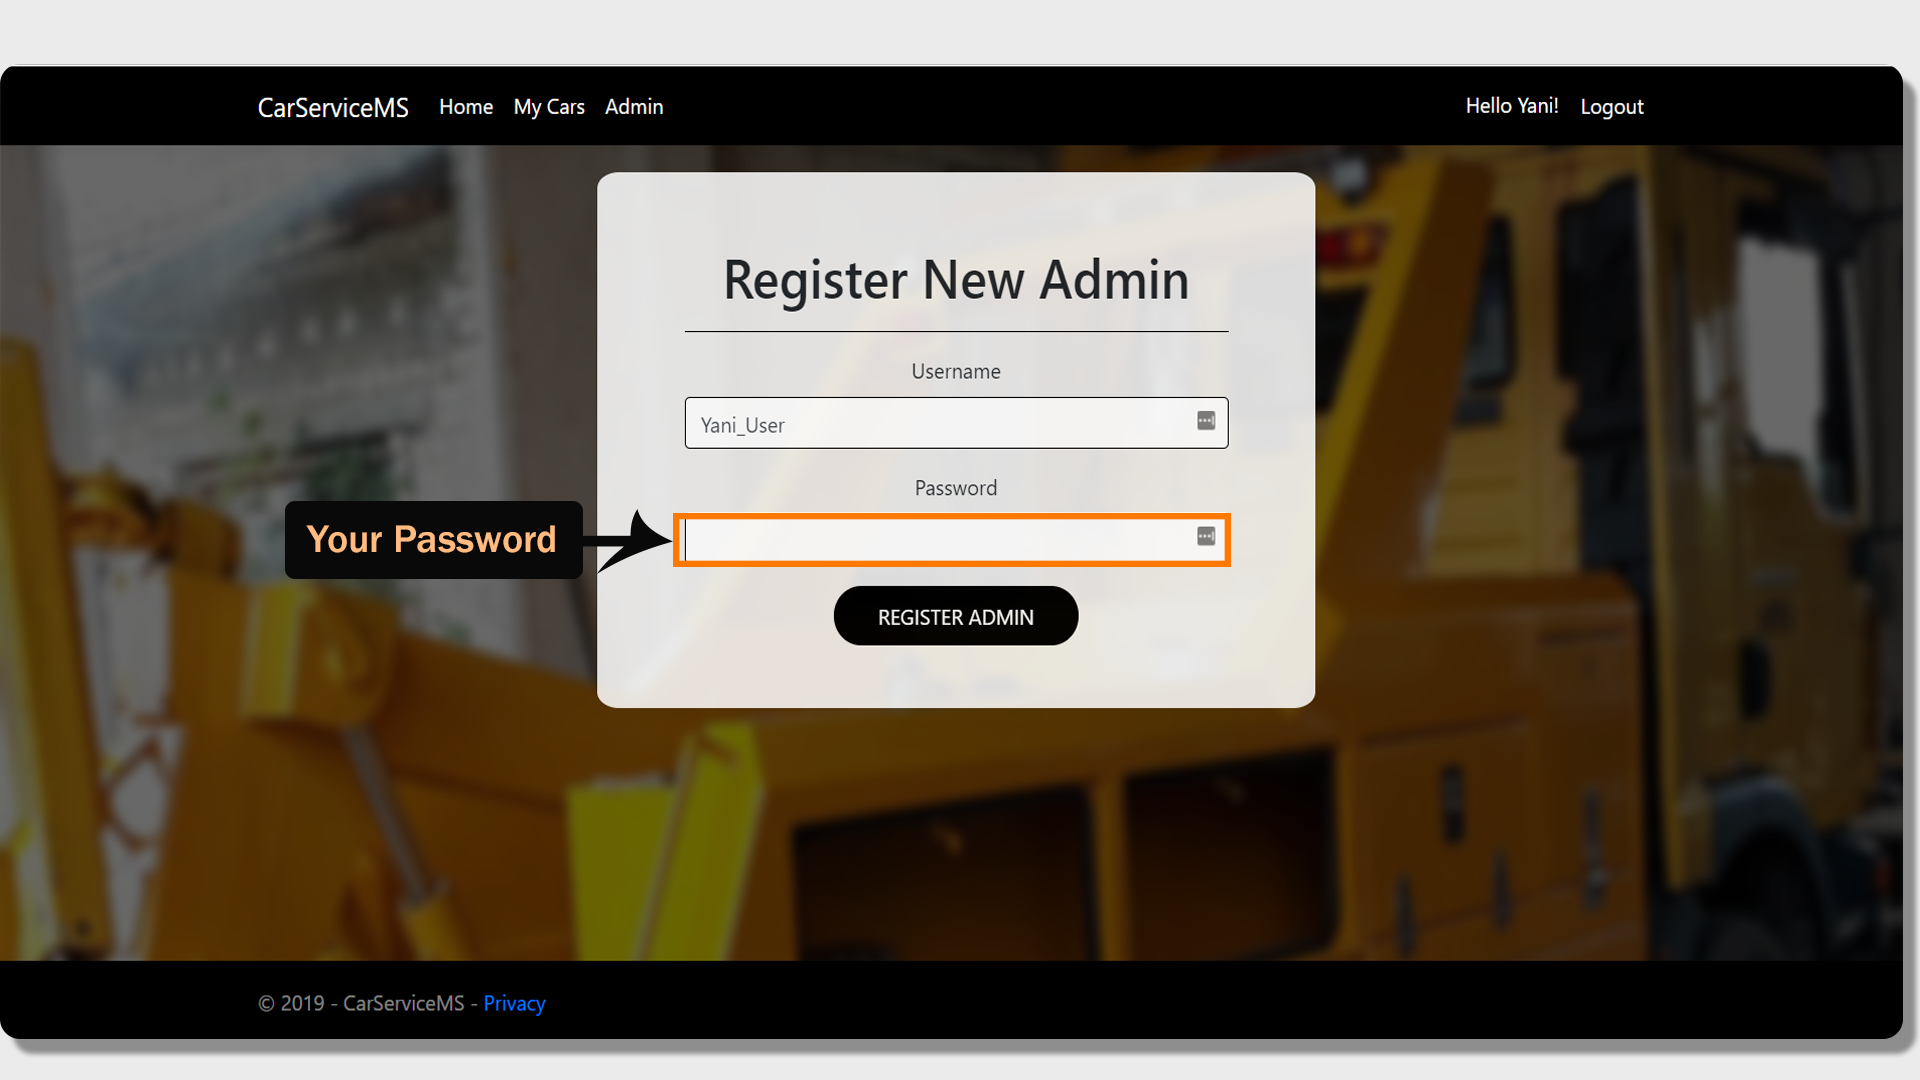 CarServiceMS Home My Cars Admin Hello Yani! Logout
Register New Admin
Username
Yani_User
Password
Your Password
REGISTER ADMIN
© 2019 - CarServiceMS - Privacy